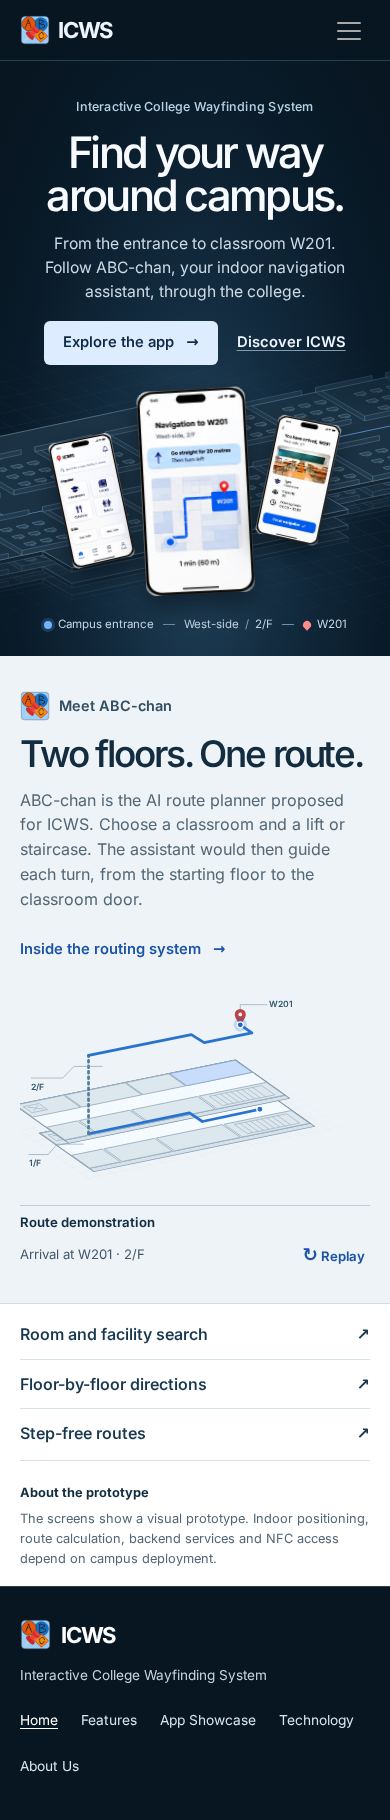 ICWS
Interactive College Wayfinding System
Find your way
around campus.
From the entrance to classroom W201.
Follow ABC-chan, your indoor navigation
assistant, through the college.
Explore the app →
Discover ICWS
ICWS
Navigation to W201
West-side, 2/F
Go straight for 20 metres
Then turn left
W201
1 min (60 m)
You have arrived, W201
Campus entrance — West-side / 2/F — W201
Meet ABC-chan
Two floors. One route.
ABC-chan is the AI route planner proposed
for ICWS. Choose a classroom and a lift or
staircase. The assistant would then guide
each turn, from the starting floor to the
classroom door.
Inside the routing system →
W201
2/F
1/F
Route demonstration
Arrival at W201 · 2/F
↻ Replay
Room and facility search ↗
Floor-by-floor directions ↗
Step-free routes ↗
About the prototype
The screens show a visual prototype. Indoor positioning,
route calculation, backend services and NFC access
depend on campus deployment.
ICWS
Interactive College Wayfinding System
Home Features App Showcase Technology
About Us